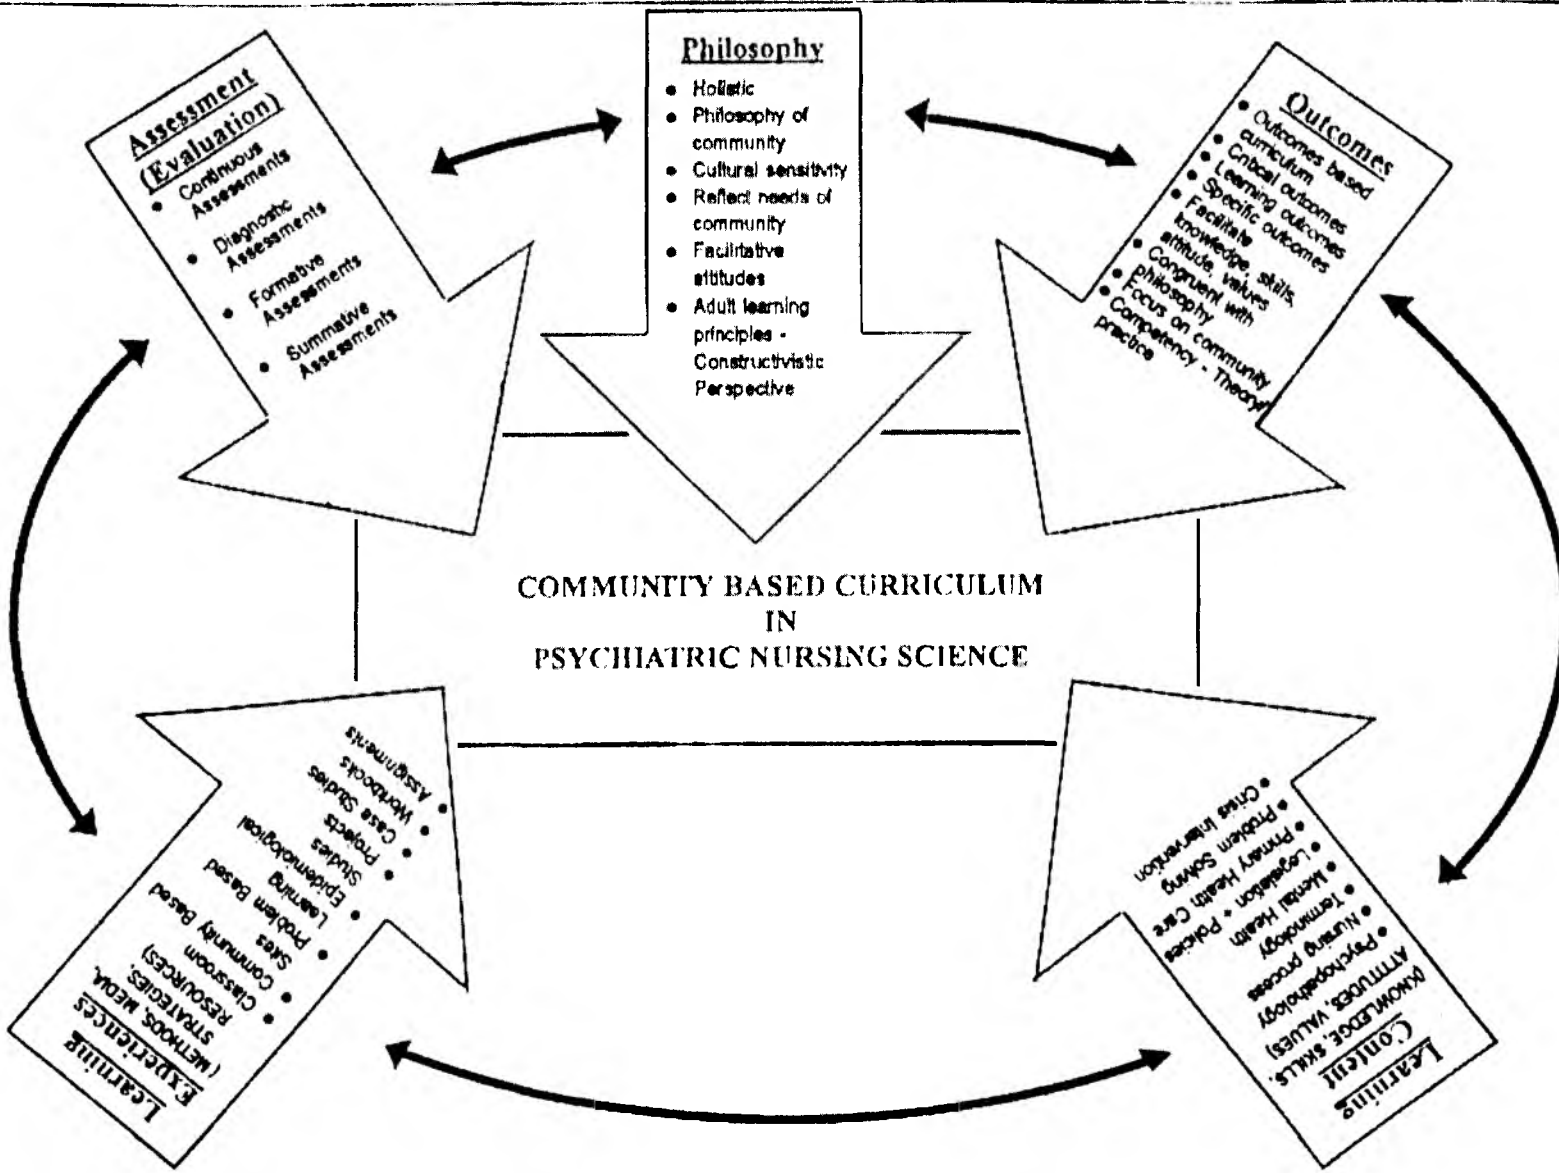 Philosophy
• Holistic
• Philosophy of
community
• Cultural sensitivity
• Reflect needs of
community
• Facilitative
attitudes
• Adult learning
principles -
Constructivistic
Perspective
Outcomes
• Outcomes based
curriculum
• Critical outcomes
• Learning outcomes
• Specific outcomes
• Facilitate
knowledge, skills,
attitude, values
• Congruent with
philosophy
• Focus on community
• Competency - Theory/
practice
Learning
Content
(KNOWLEDGE, SKILLS,
ATTITUDES, VALUES)
• Psychopathology
• Nursing process
• Terminology
• Mental Health
Legislation + Policies
• Primary Health Care
• Problem Solving
• Crisis Intervention
Learning
Experiences
(METHODS, MEDIA,
STRATEGIES,
RESOURCES)
• Classroom
• Community Based
Sites
• Problem Based
Learning
• Epidemiological
Studies
• Projects
• Case Studies
• Workbooks
• Assignments
Assessment
(Evaluation)
• Continuous
Assessments
• Diagnostic
Assessments
• Formative
Assessments
• Summative
Assessments
COMMUNITY BASED CURRICULUM
IN
PSYCHIATRIC NURSING SCIENCE